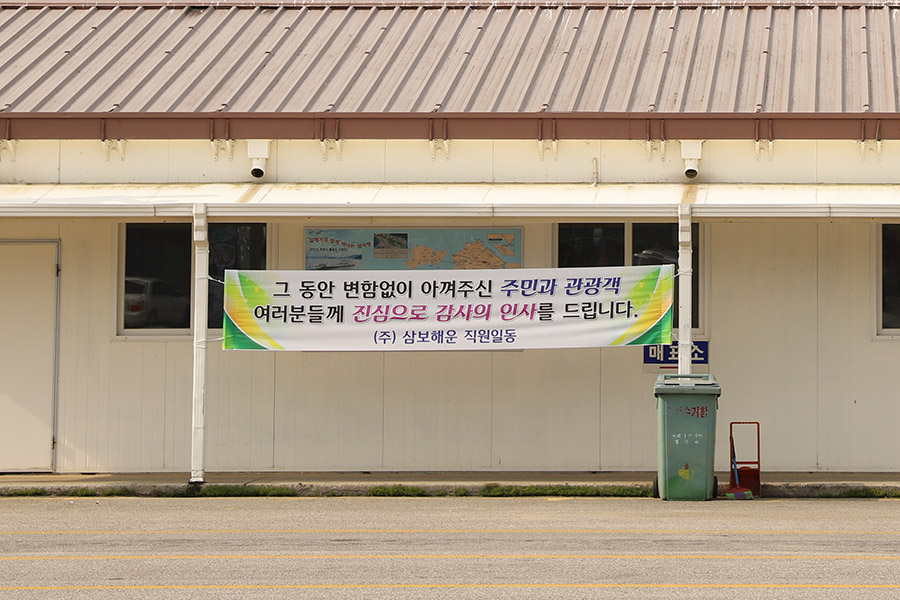 그 동안 변함없이 아껴주신 주민과 관광객
여러분들께 진심으로 감사의 인사를 드립니다.
(주) 삼보해운 직원일동
매표소